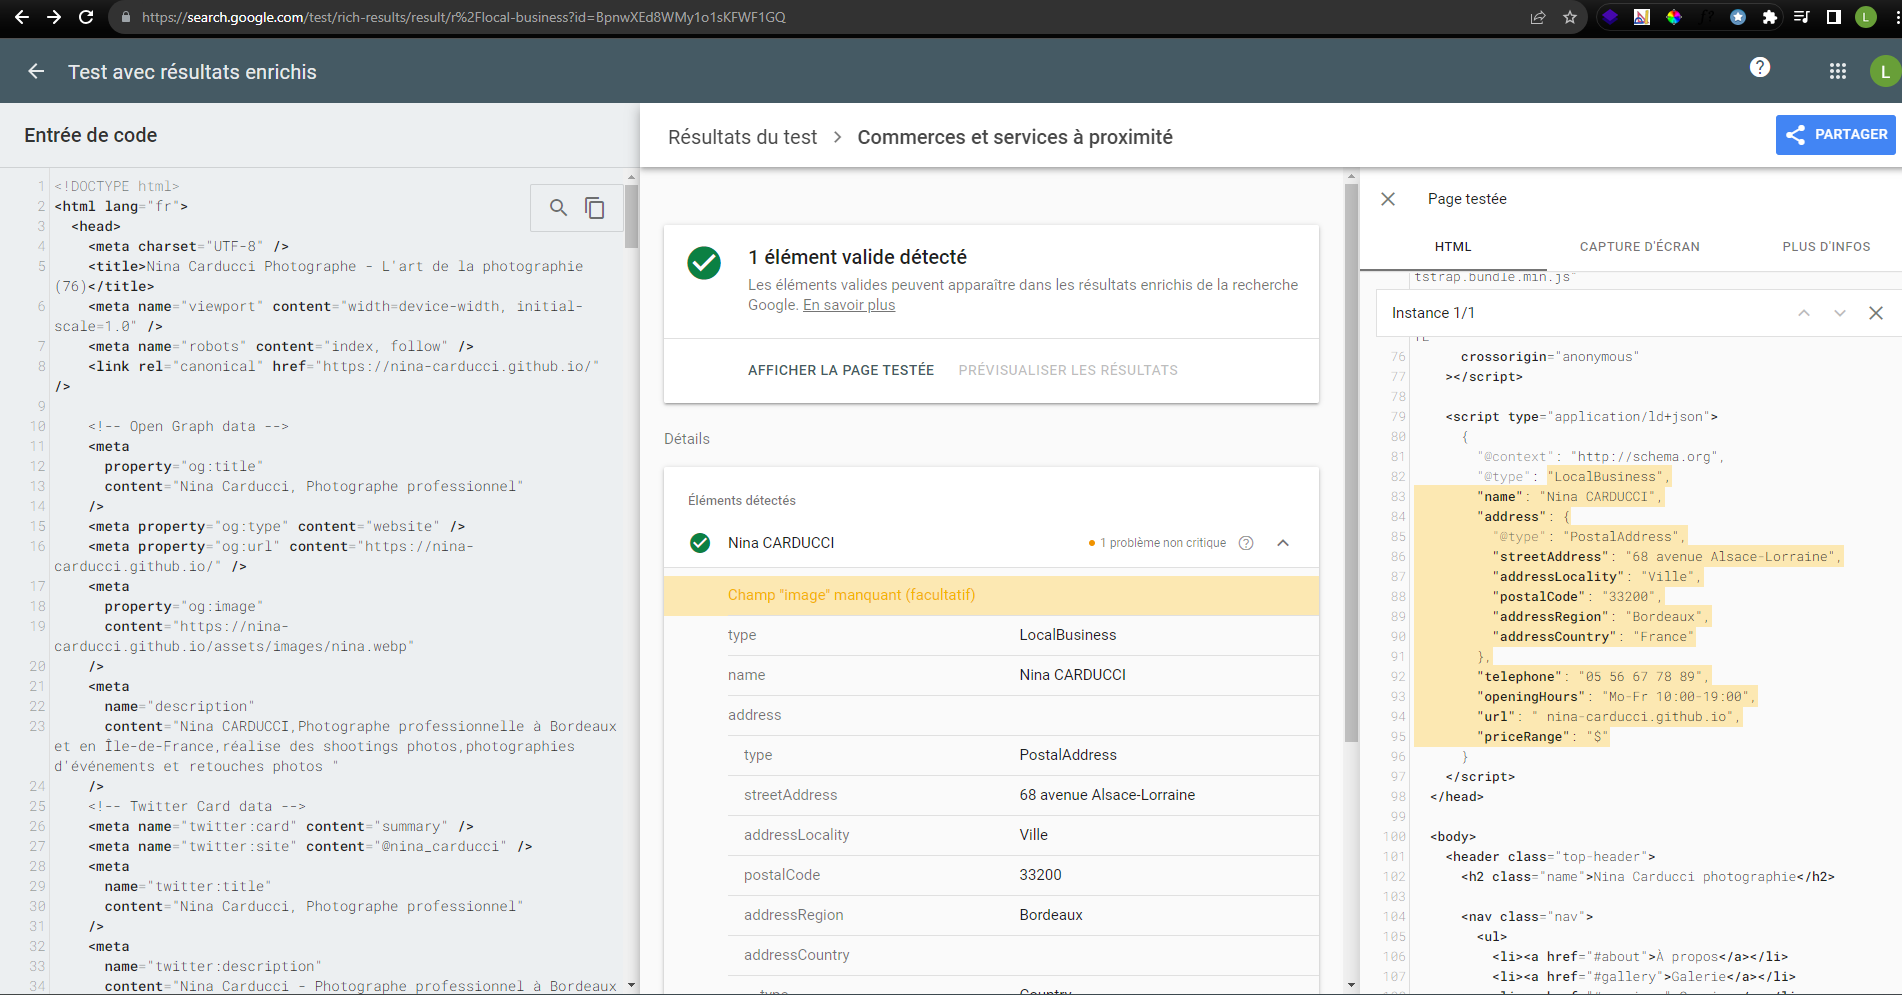 https://search.google.com/test/rich-results/result/r%2Flocal-business?id=BpnwXEd8WMy1o1sKFWF1GQ
L
Test avec résultats enrichis
L
Entrée de code
1 <!DOCTYPE html>
2 <html lang="fr">
3 <head>
4 <meta charset="UTF-8" />
5 <title>Nina Carducci Photographe - L'art de la photographie
(76)</title>
6 <meta name="viewport" content="width=device-width, initial-
scale=1.0" />
7 <meta name="robots" content="index, follow" />
8 <link rel="canonical" href="https://nina-carducci.github.io/"
/>
9
10 <!-- Open Graph data -->
11 <meta
12 property="og:title"
13 content="Nina Carducci, Photographe professionnel"
14 />
15 <meta property="og:type" content="website" />
16 <meta property="og:url" content="https://nina-
carducci.github.io/" />
17 <meta
18 property="og:image"
19 content="https://nina-
carducci.github.io/assets/images/nina.webp"
20 />
21 <meta
22 name="description"
23 content="Nina CARDUCCI,Photographe professionnelle à Bordeaux
et en Île-de-France,réalise des shootings photos,photographies
d'événements et retouches photos "
24 />
25 <!-- Twitter Card data -->
26 <meta name="twitter:card" content="summary" />
27 <meta name="twitter:site" content="@nina_carducci" />
28 <meta
29 name="twitter:title"
30 content="Nina Carducci, Photographe professionnel"
31 />
32 <meta
33 name="twitter:description"
34 content="Nina Carducci - Photographe professionnel à Bordeaux
Résultats du test > Commerces et services à proximité
PARTAGER
1 élément valide détecté
Les éléments valides peuvent apparaître dans les résultats enrichis de la recherche
Google. En savoir plus
AFFICHER LA PAGE TESTÉE PRÉVISUALISER LES RÉSULTATS
Détails
Éléments détectés
Nina CARDUCCI 1 problème non critique
Champ "image" manquant (facultatif)
type LocalBusiness
name Nina CARDUCCI
address
type PostalAddress
streetAddress 68 avenue Alsace-Lorraine
addressLocality Ville
postalCode 33200
addressRegion Bordeaux
addressCountry
type Country
Page testée
HTML CAPTURE D'ÉCRAN PLUS D'INFOS
tstrap.bundle.min.js"
Instance 1/1
76 crossorigin="anonymous"
77 ></script>
78
79 <script type="application/ld+json">
80 {
81 "@context": "http://schema.org",
82 "@type": "LocalBusiness",
83 "name": "Nina CARDUCCI",
84 "address": {
85 "@type": "PostalAddress",
86 "streetAddress": "68 avenue Alsace-Lorraine",
87 "addressLocality": "Ville",
88 "postalCode": "33200",
89 "addressRegion": "Bordeaux",
90 "addressCountry": "France"
91 },
92 "telephone": "05 56 67 78 89",
93 "openingHours": "Mo-Fr 10:00-19:00",
94 "url": " nina-carducci.github.io",
95 "priceRange": "$"
96 }
97 </script>
98 </head>
99
100 <body>
101 <header class="top-header">
102 <h2 class="name">Nina Carducci photographie</h2>
103
104 <nav class="nav">
105 <ul>
106 <li><a href="#about">À propos</a></li>
107 <li><a href="#gallery">Galerie</a></li>